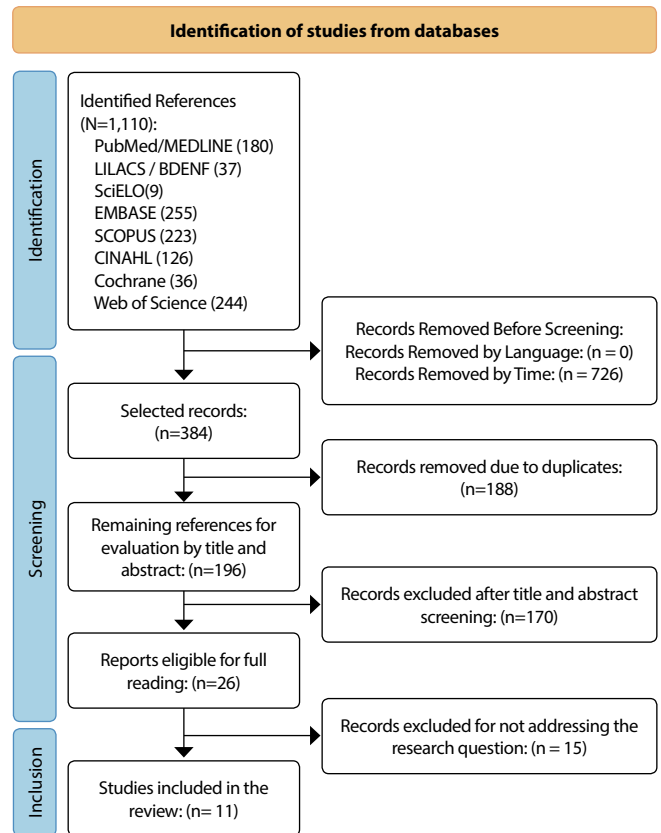 Identification of studies from databases
Identification
Identified References
(N=1,110):
PubMed/MEDLINE (180)
LILACS / BDENF (37)
SciELO(9)
EMBASE (255)
SCOPUS (223)
CINAHL (126)
Cochrane (36)
Web of Science (244)
Records Removed Before Screening:
Records Removed by Language: (n = 0)
Records Removed by Time: (n = 726)
Screening
Selected records:
(n=384)
Records removed due to duplicates:
(n=188)
Remaining references for
evaluation by title and
abstract: (n=196)
Records excluded after title and abstract
screening: (n=170)
Reports eligible for full
reading: (n=26)
Records excluded for not addressing the
research question: (n = 15)
Inclusion
Studies included in the
review: (n= 11)